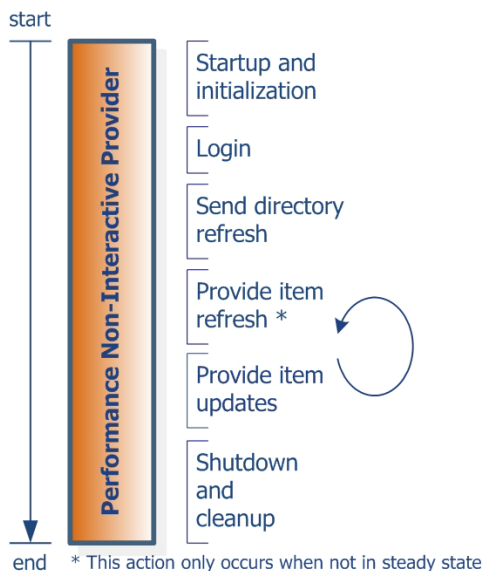 start
Performance Non-Interactive Provider
Startup and
initialization
Login
Send directory
refresh
Provide item
refresh *
Provide item
updates
Shutdown
and
cleanup
end
* This action only occurs when not in steady state